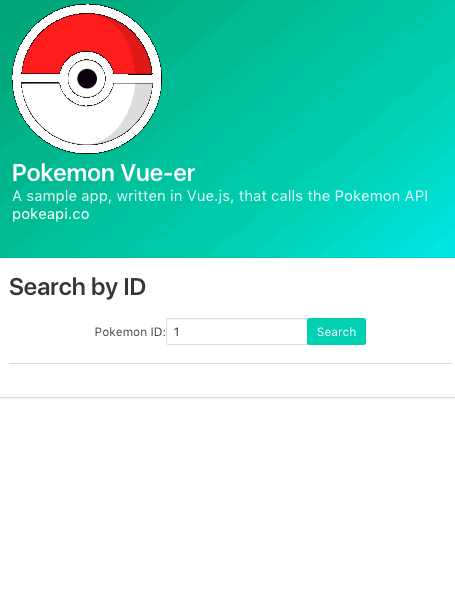 Pokemon Vue-er
A sample app, written in Vue.js, that calls the Pokemon API
pokeapi.co
Search by ID
Pokemon ID: 1 Search